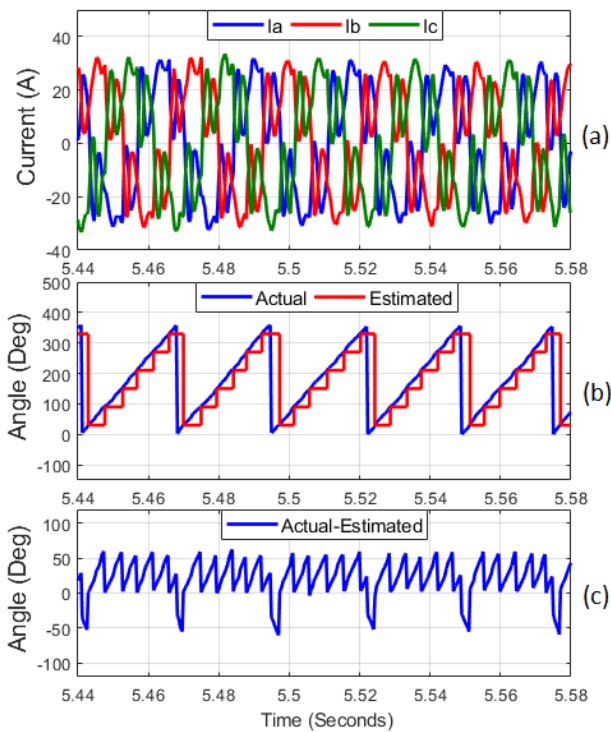 Ia Ib Ic
Current (A)
40
20
0
-20
-40
5.44 5.46 5.48 5.5 5.52 5.54 5.56 5.58
(a)
Actual Estimated
Angle (Deg)
500
400
300
200
100
0
-100
5.44 5.46 5.48 5.5 5.52 5.54 5.56 5.58
(b)
Actual-Estimated
Angle (Deg)
100
50
0
-50
-100
5.44 5.46 5.48 5.5 5.52 5.54 5.56 5.58
Time (Seconds)
(c)